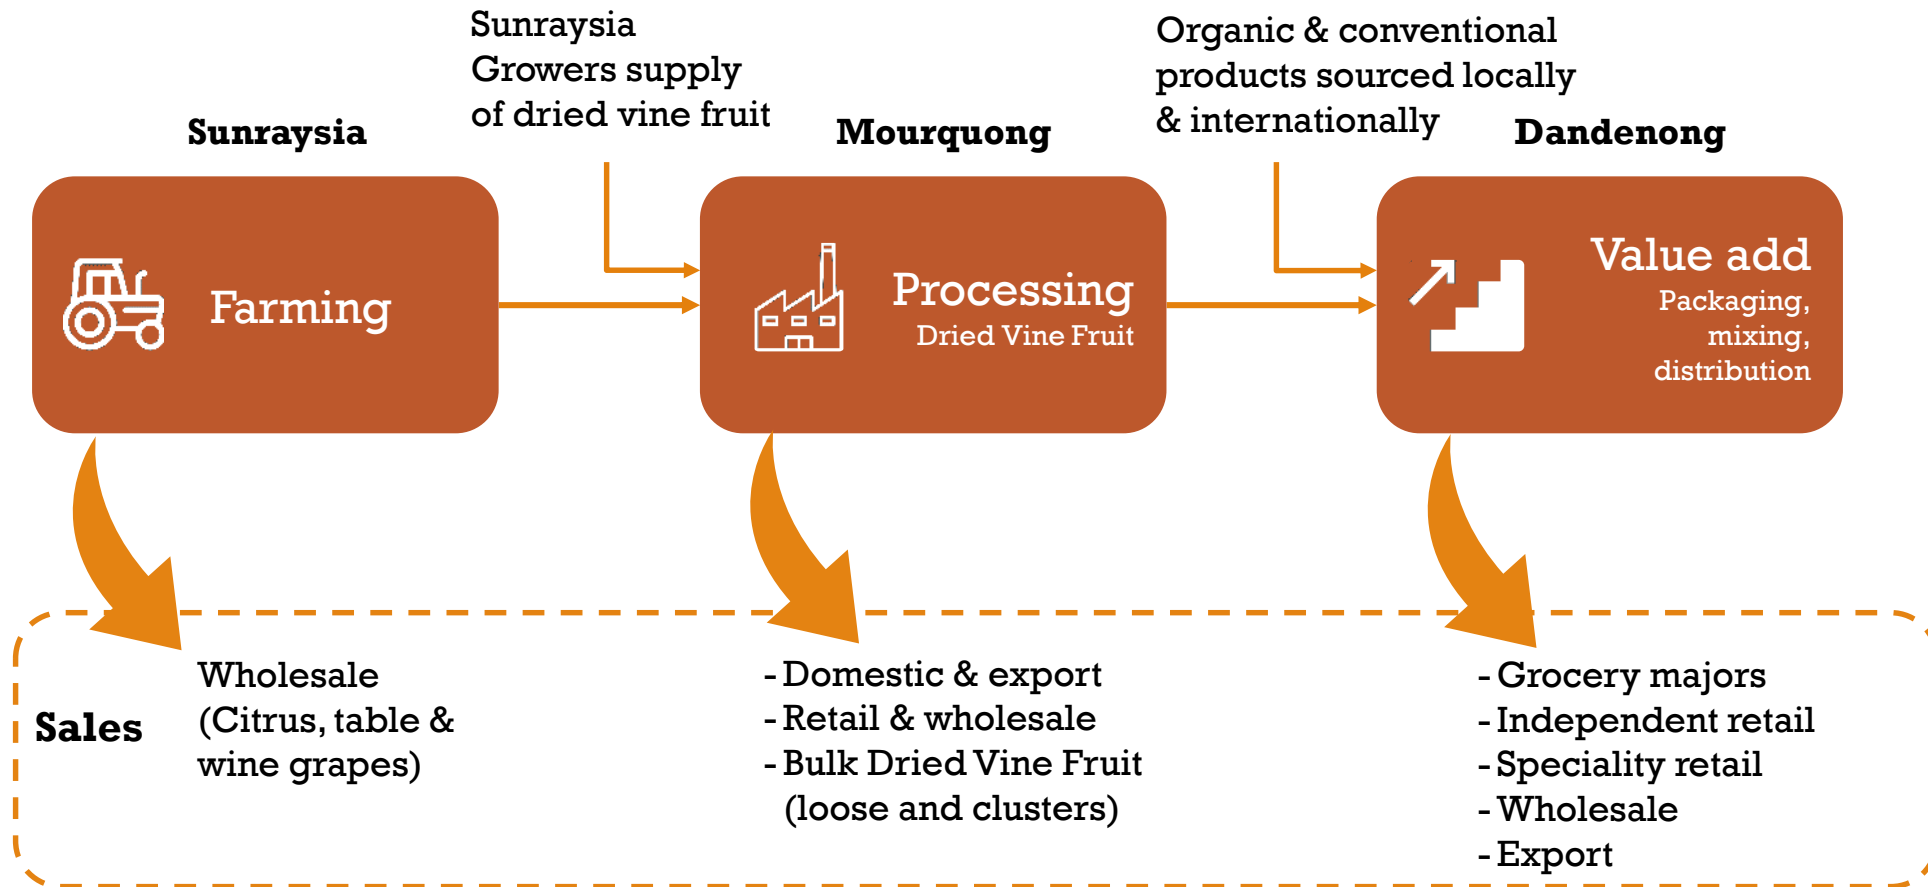 Sunraysia
Growers supply
of dried vine fruit
Organic & conventional
products sourced locally
& internationally
Sunraysia
Mourquong
Dandenong
Farming
Processing
Dried Vine Fruit
Value add
Packaging,
mixing,
distribution
Sales
Wholesale
(Citrus, table &
wine grapes)
- Domestic & export
- Retail & wholesale
- Bulk Dried Vine Fruit
(loose and clusters)
- Grocery majors
- Independent retail
- Speciality retail
- Wholesale
- Export